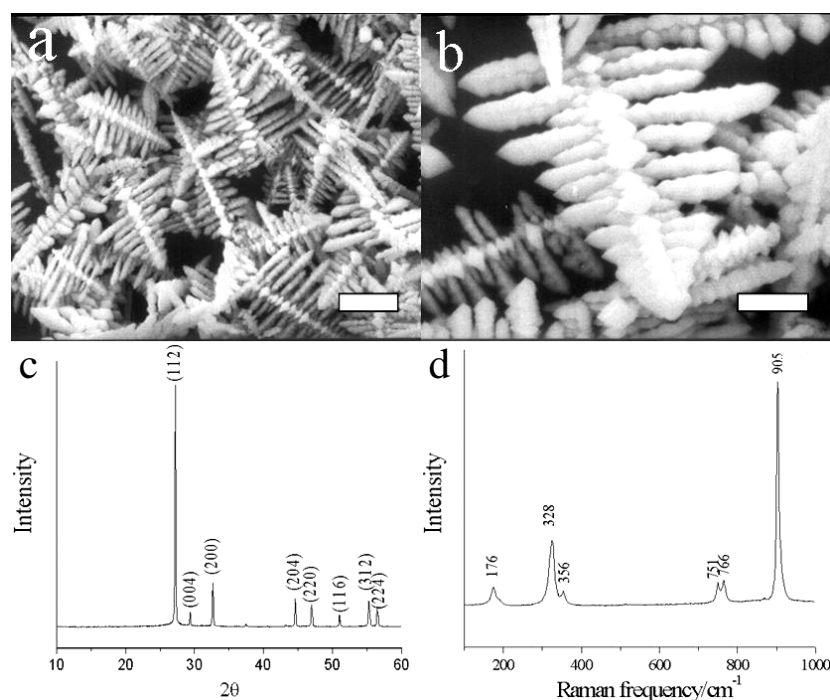 a
b
c
(112)
(004)
(200)
(204)
(220)
(116)
(312)
(224)
Intensity
10 20 30 40 50 60
2θ
d
176
328
356
751
766
905
Intensity
200 400 600 800 1000
Raman frequency/cm-1